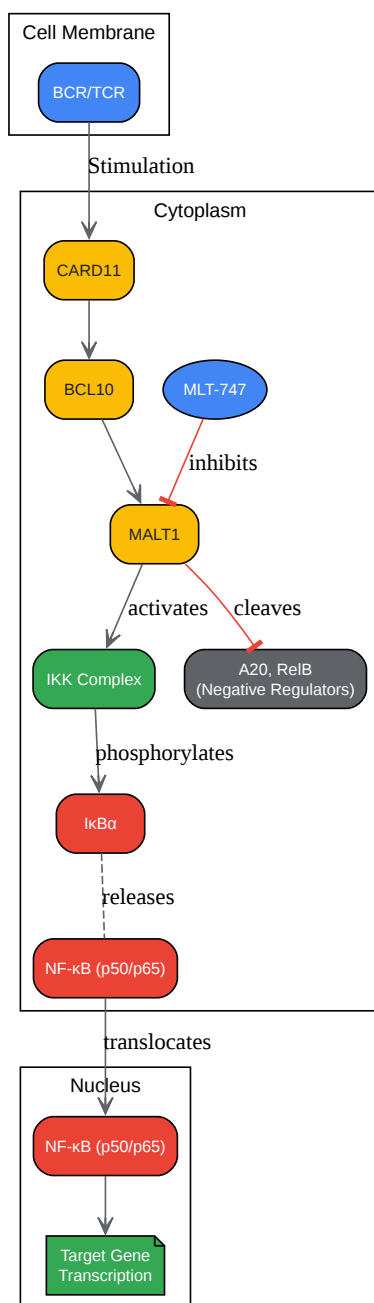 Cell Membrane
BCR/TCR
Stimulation
Cytoplasm
CARD11
BCL10
MLT-747
inhibits
MALT1
activates
cleaves
IKK Complex
A20, RelB
(Negative Regulators)
phosphorylates
IκBα
releases
NF-κB (p50/p65)
translocates
Nucleus
NF-κB (p50/p65)
Target Gene
Transcription